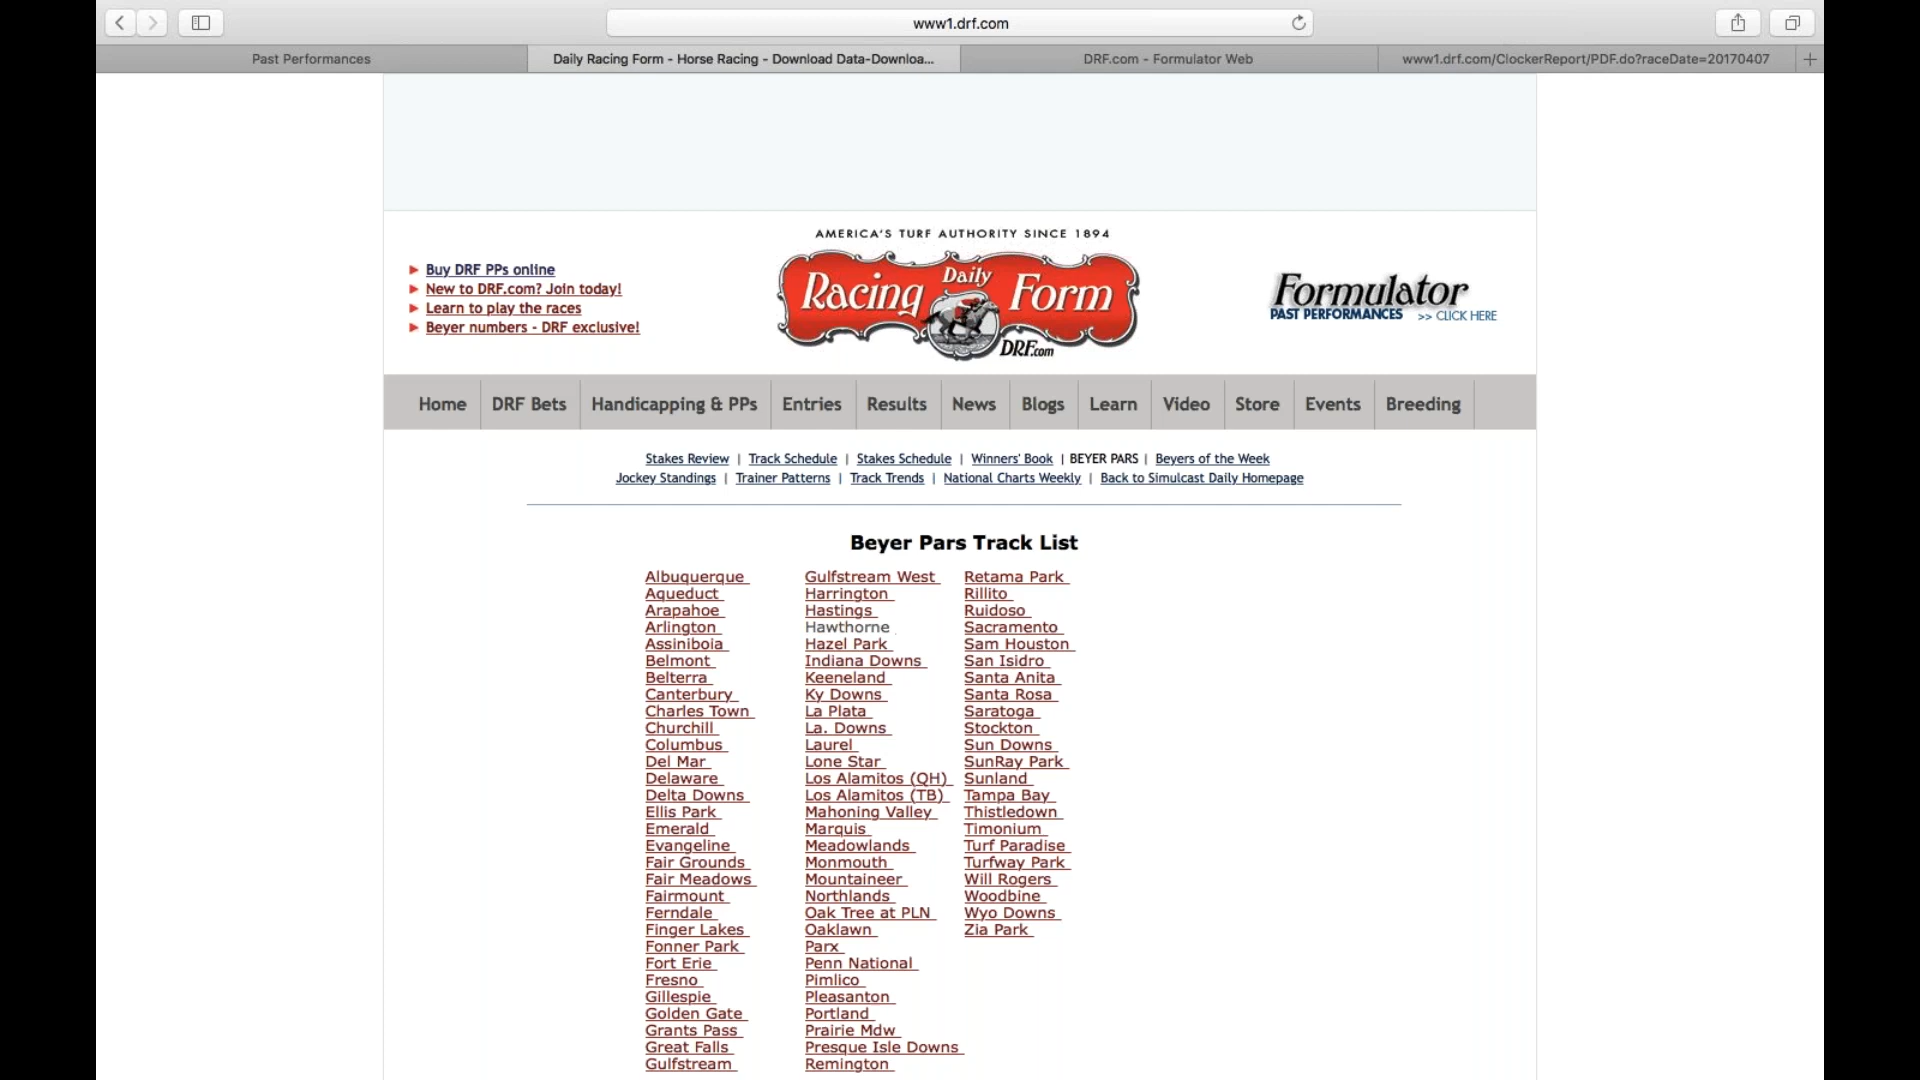 www1.drf.com
Past Performances
Daily Racing Form - Horse Racing - Download Data-Downloa...
DRF.com - Formulator Web
www1.drf.com/ClockerReport/PDF.do?raceDate=20170407
AMERICA'S TURF AUTHORITY SINCE 1894
Daily
Racing Form
DRF.com
Buy DRF PPs online
New to DRF.com? Join today!
Learn to play the races
Beyer numbers - DRF exclusive!
Formulator
PAST PERFORMANCES >> CLICK HERE
Home DRF Bets Handicapping & PPs Entries Results News Blogs Learn Video Store Events Breeding
Stakes Review | Track Schedule | Stakes Schedule | Winners' Book | BEYER PARS | Beyers of the Week
Jockey Standings | Trainer Patterns | Track Trends | National Charts Weekly | Back to Simulcast Daily Homepage
Beyer Pars Track List
Albuquerque
Aqueduct
Arapahoe
Arlington
Assiniboia
Belmont
Belterra
Canterbury
Charles Town
Churchill
Columbus
Del Mar
Delaware
Delta Downs
Ellis Park
Emerald
Evangeline
Fair Grounds
Fair Meadows
Fairmount
Ferndale
Finger Lakes
Fonner Park
Fort Erie
Fresno
Gillespie
Golden Gate
Grants Pass
Great Falls
Gulfstream
Gulfstream West
Harrington
Hastings
Hawthorne
Hazel Park
Indiana Downs
Keeneland
Ky Downs
La Plata
La. Downs
Laurel
Lone Star
Los Alamitos (QH)
Los Alamitos (TB)
Mahoning Valley
Marquis
Meadowlands
Monmouth
Mountaineer
Northlands
Oak Tree at PLN
Oaklawn
Parx
Penn National
Pimlico
Pleasanton
Portland
Prairie Mdw
Presque Isle Downs
Remington
Retama Park
Rillito
Ruidoso
Sacramento
Sam Houston
San Isidro
Santa Anita
Santa Rosa
Saratoga
Stockton
Sun Downs
SunRay Park
Sunland
Tampa Bay
Thistledown
Timonium
Turf Paradise
Turfway Park
Will Rogers
Woodbine
Wyo Downs
Zia Park